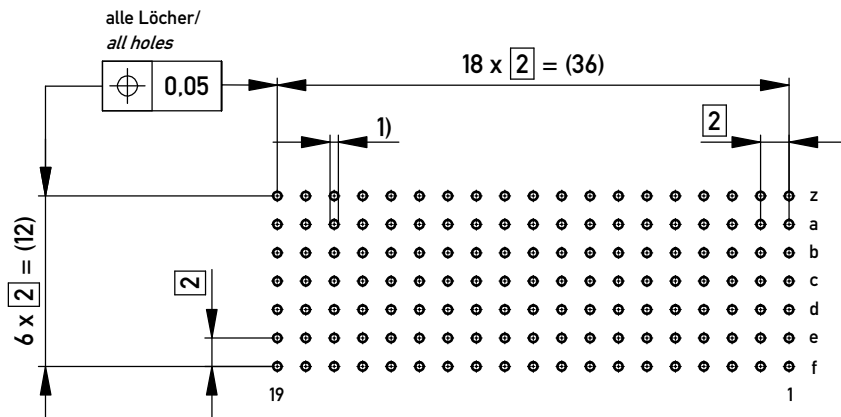 alle Löcher/
all holes
0,05
18 x 2 = (36)
1)
2
6 x 2 = (12)
2
z
a
b
c
d
e
f
19
1